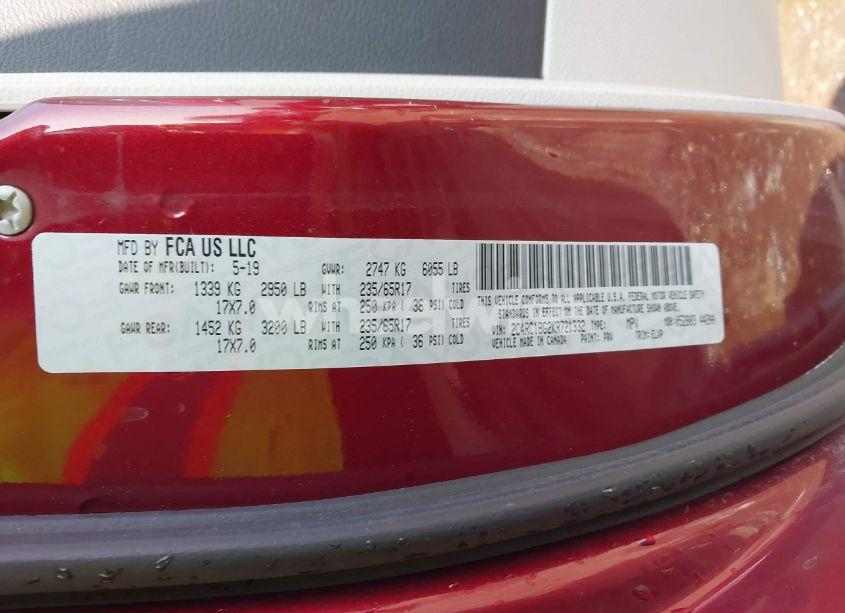 MFD BY FCA US LLC
DATE OF MFR(BUILT): 5-19 GVWR: 2747 KG 6055 LB
GAWR FRONT: 1339 KG 2950 LB WITH 235/65R17 TIRES
17X7.0 RIMS AT 250 KPA ( 36 PSI) COLD
GAWR REAR: 1452 KG 3200 LB WITH 235/65R17 TIRES
17X7.0 RIMS AT 250 KPA ( 36 PSI) COLD
THIS VEHICLE CONFORMS TO ALL APPLICABLE U.S.A. FEDERAL MOTOR VEHICLE SAFETY
STANDARDS IN EFFECT ON THE DATE OF MANUFACTURE SHOWN ABOVE.
VIN: 2C4RC1BG2KR721332 TYPE: MPV MDH:
VEHICLE MADE IN CANADA PAINT: PRV TRIM: ELXP